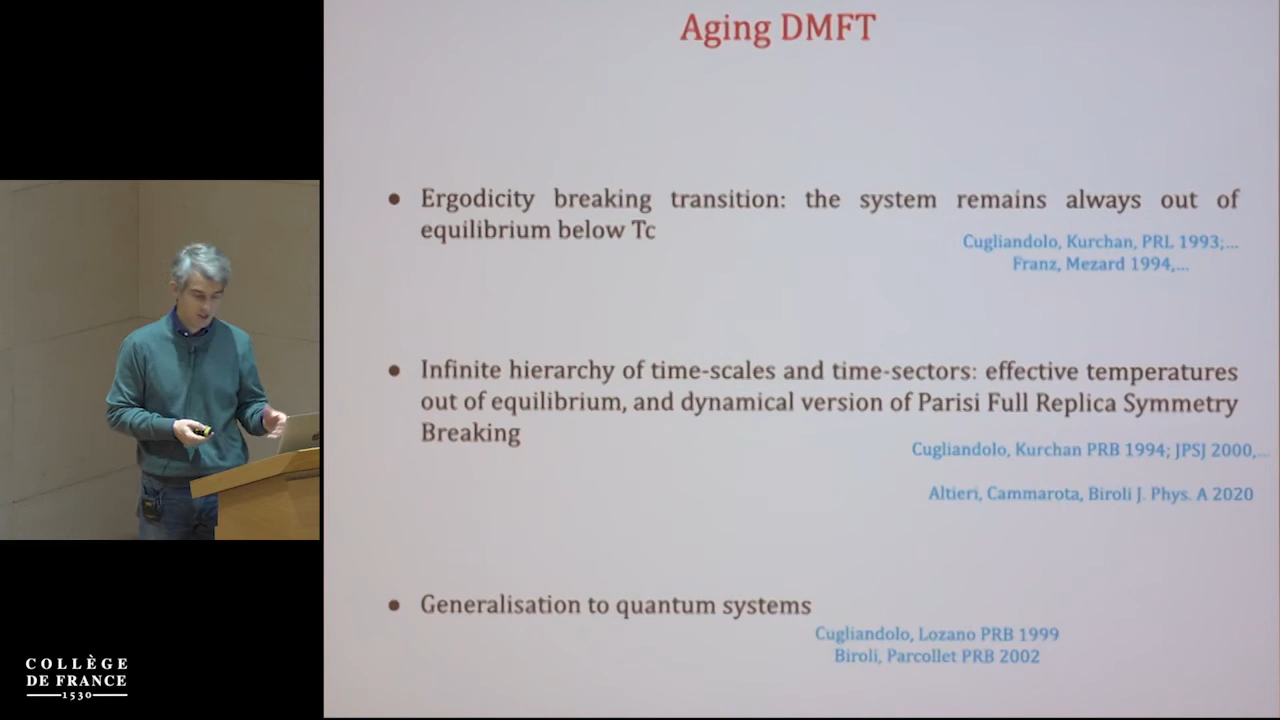 Aging DMFT
• Ergodicity breaking transition: the system remains always out of
equilibrium below Tc
Cugliandolo, Kurchan, PRL 1993;...
Franz, Mezard 1994,...
• Infinite hierarchy of time-scales and time-sectors: effective temperatures
out of equilibrium, and dynamical version of Parisi Full Replica Symmetry
Breaking
Cugliandolo, Kurchan PRB 1994; JPSJ 2000,...
Altieri, Cammarota, Biroli J. Phys. A 2020
• Generalisation to quantum systems
Cugliandolo, Lozano PRB 1999
Biroli, Parcollet PRB 2002
COLLÈGE
DE FRANCE
1530